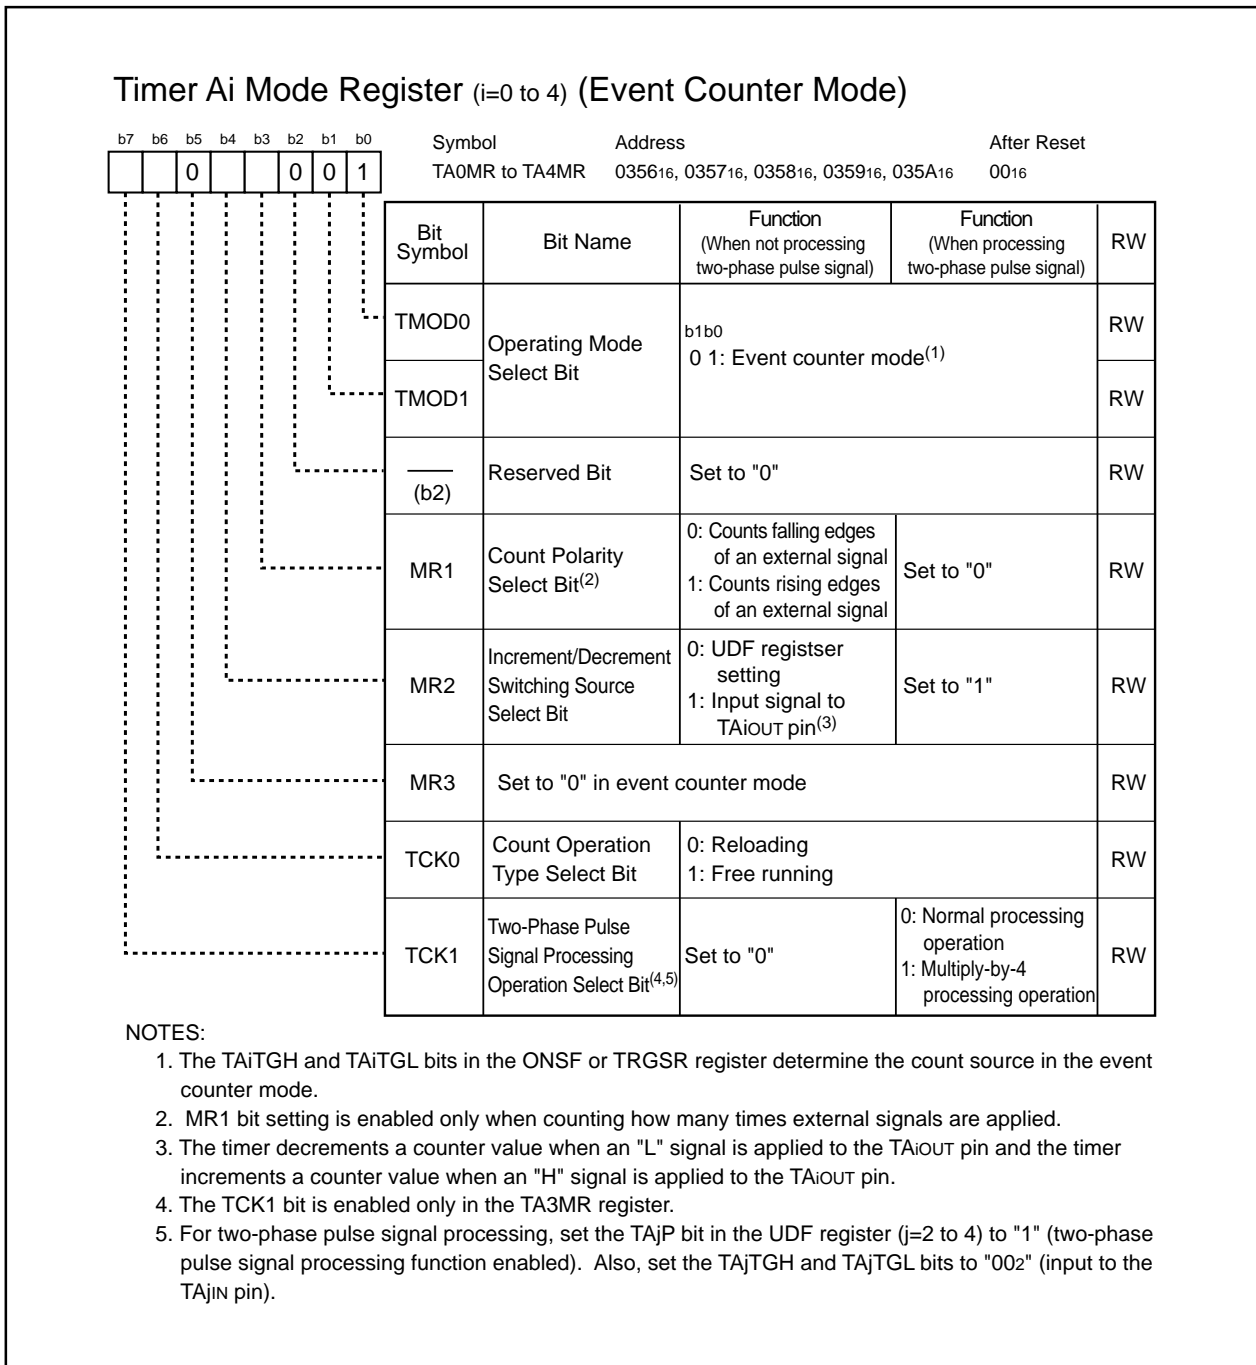 Timer Ai Mode Register (i=0 to 4) (Event Counter Mode)
b7 b6 b5 b4 b3 b2 b1 b0
0 0 0 1
Symbol Address After Reset
TA0MR to TA4MR 035616, 035716, 035816, 035916, 035A16 0016
Bit Symbol
Bit Name
Function
(When not processing
two-phase pulse signal)
Function
(When processing
two-phase pulse signal)
RW
TMOD0
TMOD1
Operating Mode
Select Bit
b1b0
0 1: Event counter mode(1)
RW
RW
(b2)
Reserved Bit
Set to "0"
RW
MR1
Count Polarity
Select Bit(2)
0: Counts falling edges
of an external signal
1: Counts rising edges
of an external signal
Set to "0"
RW
MR2
Increment/Decrement
Switching Source
Select Bit
0: UDF registser
setting
1: Input signal to
TAiOUT pin(3)
Set to "1"
RW
MR3
Set to "0" in event counter mode
RW
TCK0
Count Operation
Type Select Bit
0: Reloading
1: Free running
RW
TCK1
Two-Phase Pulse
Signal Processing
Operation Select Bit(4,5)
Set to "0"
0: Normal processing
operation
1: Multiply-by-4
processing operation
RW
NOTES:
1. The TAiTGH and TAiTGL bits in the ONSF or TRGSR register determine the count source in the event
counter mode.
2. MR1 bit setting is enabled only when counting how many times external signals are applied.
3. The timer decrements a counter value when an "L" signal is applied to the TAiOUT pin and the timer
increments a counter value when an "H" signal is applied to the TAiOUT pin.
4. The TCK1 bit is enabled only in the TA3MR register.
5. For two-phase pulse signal processing, set the TAjP bit in the UDF register (j=2 to 4) to "1" (two-phase
pulse signal processing function enabled). Also, set the TAjTGH and TAjTGL bits to "002" (input to the
TAjIN pin).